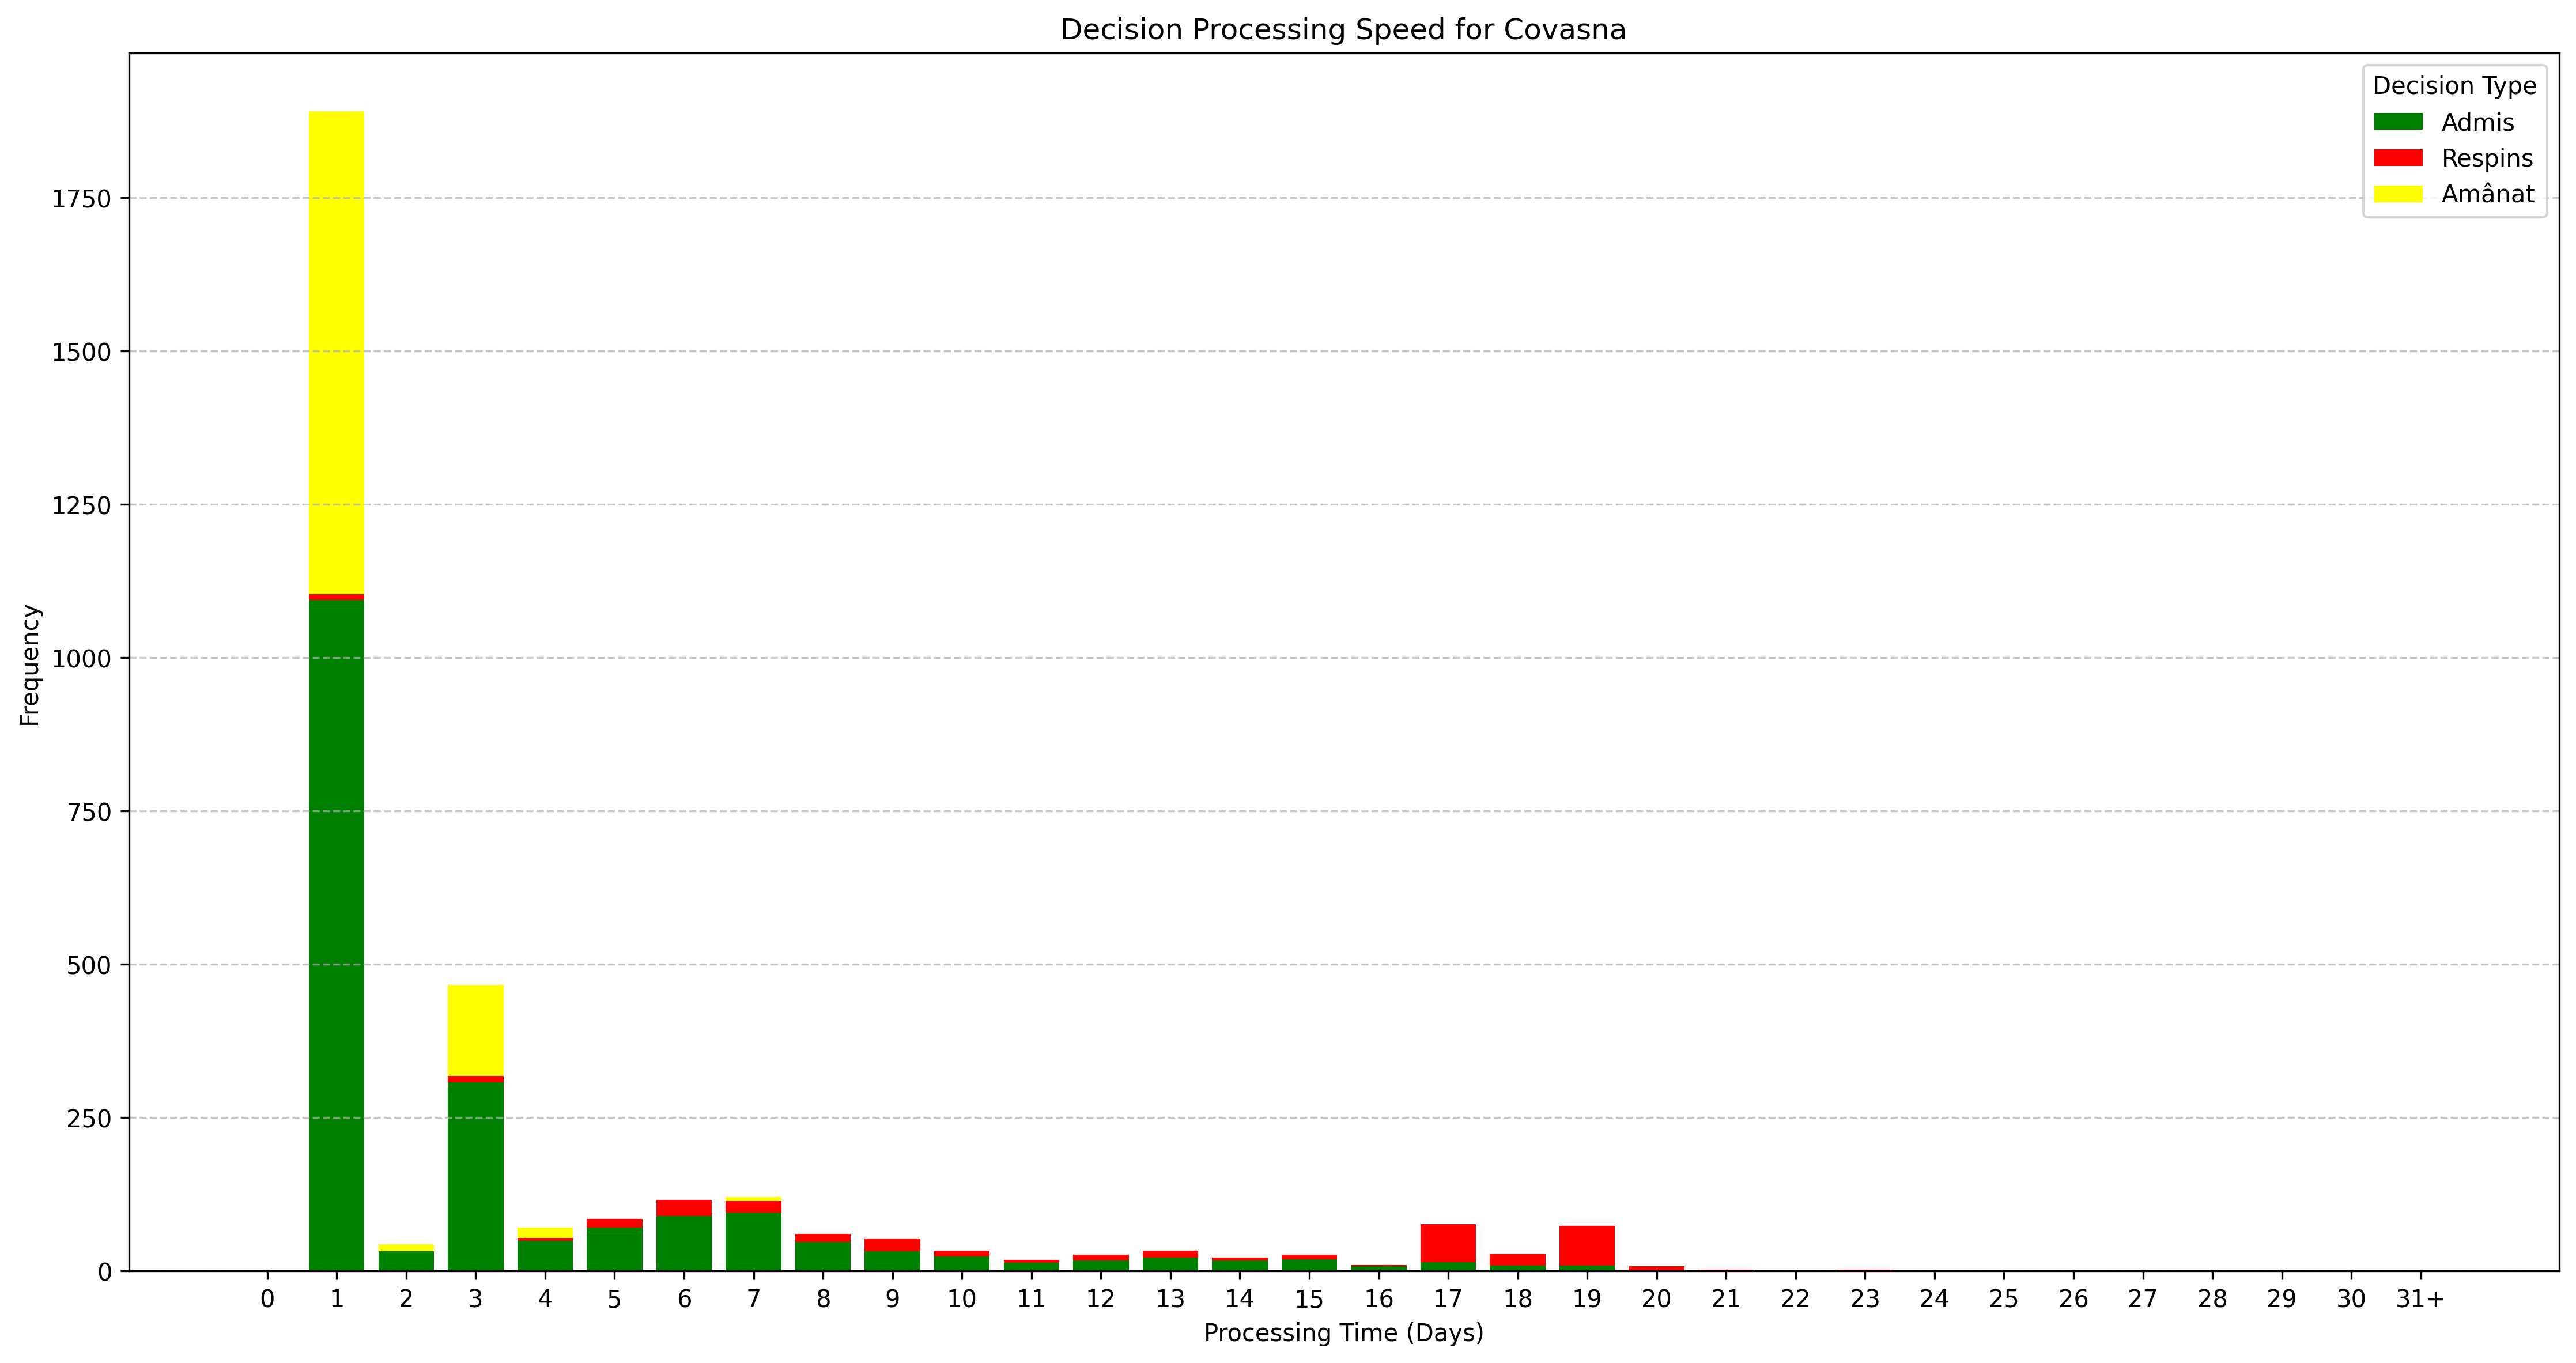 Decision Processing Speed for Covasna
Decision Type
Admis
Respins
Amânat
1750
1500
1250
1000
750
500
250
0
Frequency
0 1 2 3 4 5 6 7 8 9 10 11 12 13 14 15 16 17 18 19 20 21 22 23 24 25 26 27 28 29 30 31+
Processing Time (Days)